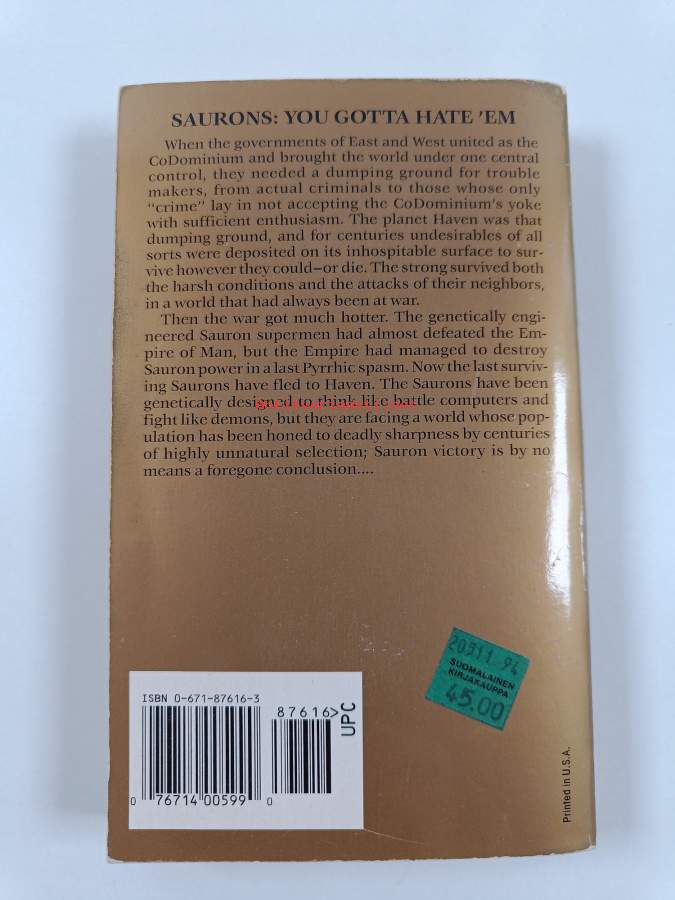 SAURONS: YOU GOTTA HATE 'EM
When the governments of East and West united as the
CoDominium and brought the world under one central
control, they needed a dumping ground for trouble
makers, from actual criminals to those whose only
"crime" lay in not accepting the CoDominium's yoke
with sufficient enthusiasm. The planet Haven was that
dumping ground, and for centuries undesirables of all
sorts were deposited on its inhospitable surface to sur-
vive however they could—or die. The strong survived both
the harsh conditions and the attacks of their neighbors,
in a world that had always been at war.
Then the war got much hotter. The genetically engi-
neered Sauron supermen had almost defeated the Em-
pire of Man, but the Empire had managed to destroy
Sauron power in a last Pyrrhic spasm. Now the last surviv-
ing Saurons have fled to Haven. The Saurons have been
genetically designed to think like battle computers and
fight like demons, but they are facing a world whose pop-
ulation has been honed to deadly sharpness by centuries
of highly unnatural selection; Sauron victory is by no
means a foregone conclusion....
SUOMALAINEN
KIRJAKAUPPA
45.00
ISBN 0-671-87616-3
87616>
UPC
0 76714 00599 0
Printed in U.S.A.